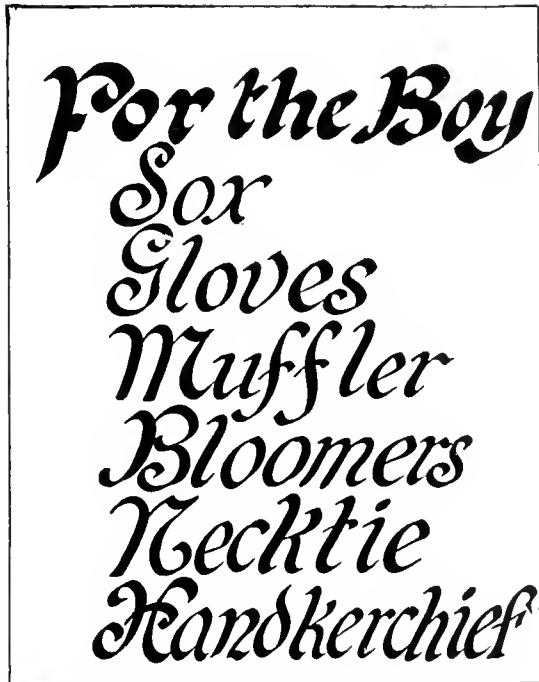 For the Boy
Sox
Gloves
Muffler
Bloomers
Necktie
Handkerchief